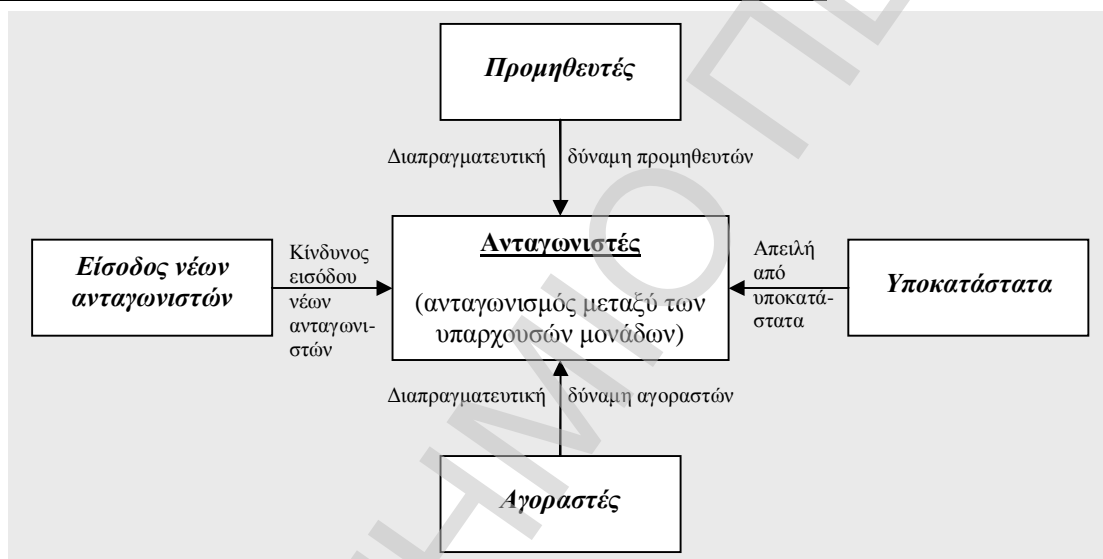 Προμηθευτές
Διαπραγματευτική δύναμη προμηθευτών
Είσοδος νέων
ανταγωνιστών
Κίνδυνος
εισόδου
νέων
ανταγωνι-
στών
Ανταγωνιστές
(ανταγωνισμός μεταξύ των
υπαρχουσών μονάδων)
Απειλή
από
υποκατά-
στατα
Υποκατάστατα
Διαπραγματευτική δύναμη αγοραστών
Αγοραστές